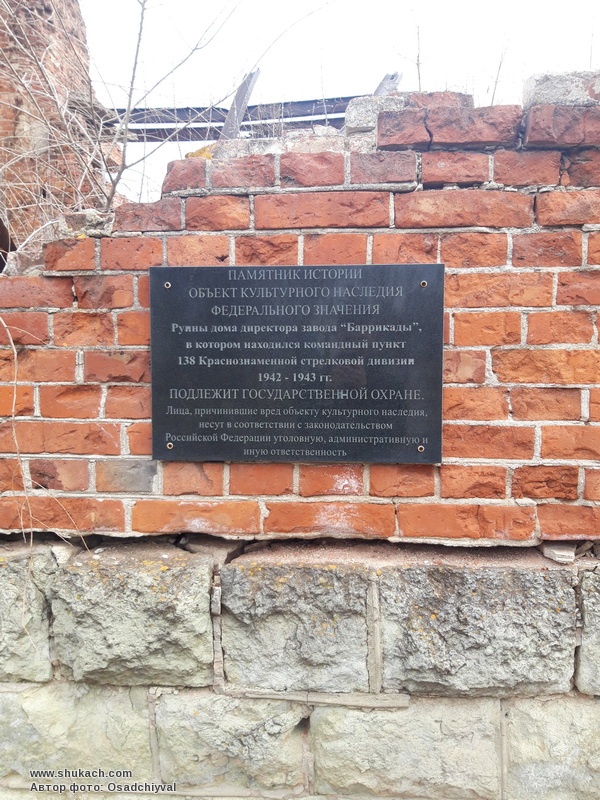 ПАМЯТНИК ИСТОРИИ
ОБЪЕКТ КУЛЬТУРНОГО НАСЛЕДИЯ
ФЕДЕРАЛЬНОГО ЗНАЧЕНИЯ
Руины дома директора завода “Баррикады”,
в котором находился командный пункт
138 Краснознаменной стрелковой дивизии
1942 - 1943 гг.
ПОДЛЕЖИТ ГОСУДАРСТВЕННОЙ ОХРАНЕ.
Лица, причинившие вред объекту культурного наследия,
несут в соответствии с законодательством
Российской Федерации уголовную, административную и
иную ответственность
www.shukach.com
Автор фото: Osadchiyval